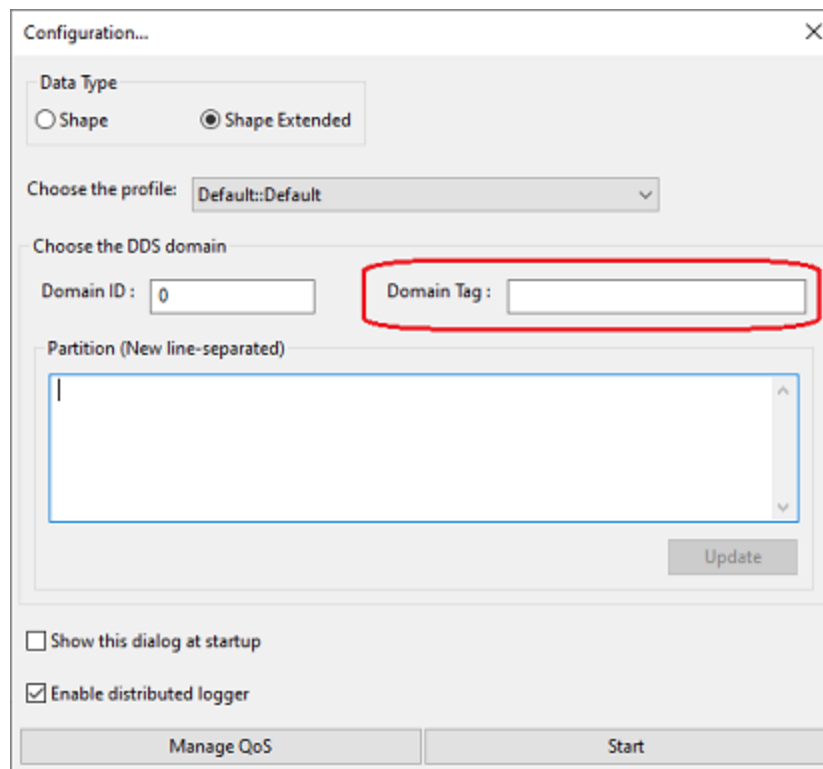 Configuration...
Data Type
Shape Shape Extended
Choose the profile: Default::Default
Choose the DDS domain
Domain ID : 0 Domain Tag :
Partition (New line-separated)
Update
Show this dialog at startup
Enable distributed logger
Manage QoS Start